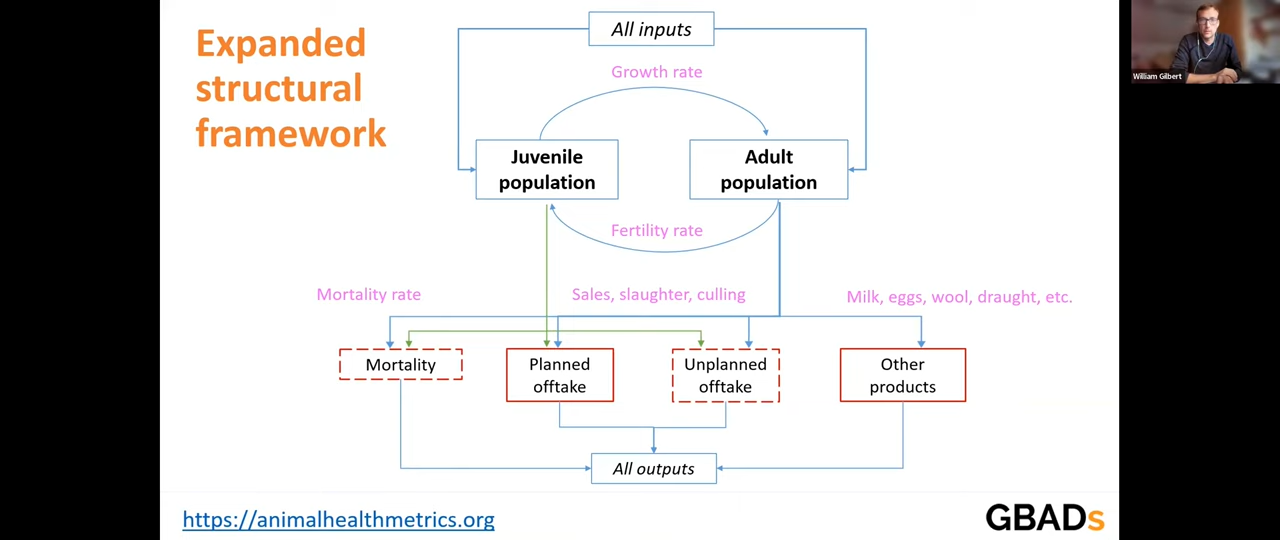 Expanded
structural
framework
All inputs
Growth rate
Juvenile
population
Adult
population
Fertility rate
Mortality rate
Sales, slaughter, culling
Milk, eggs, wool, draught, etc.
Mortality
Planned
offtake
Unplanned
offtake
Other
products
All outputs
https://animalhealthmetrics.org
GBADs
William Gilbert